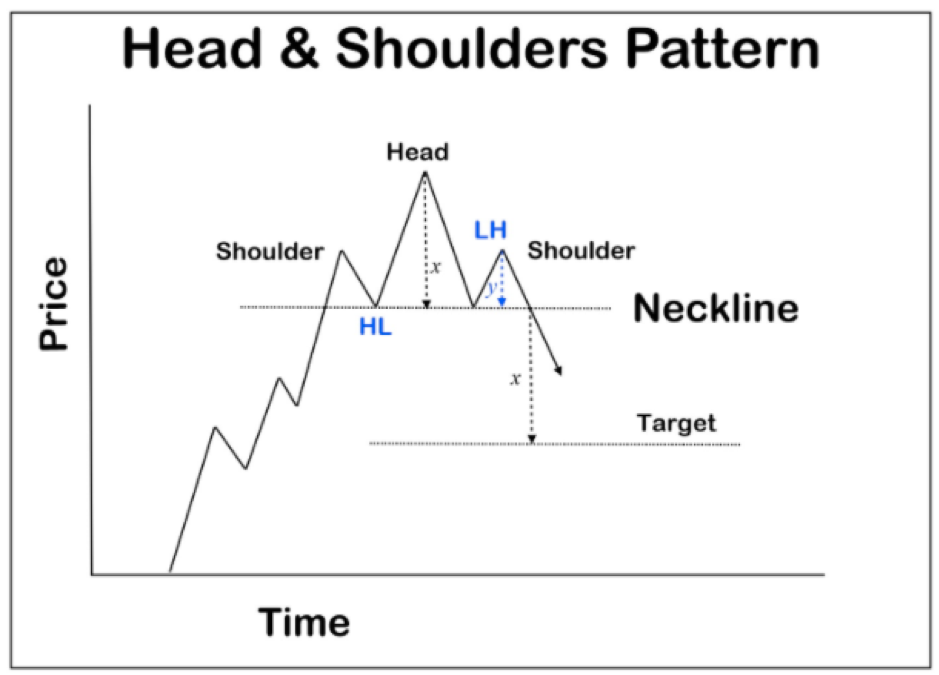 Head & Shoulders Pattern
Head
LH
Shoulder
Shoulder
x
y
Price
Neckline
HL
x
Target
Time